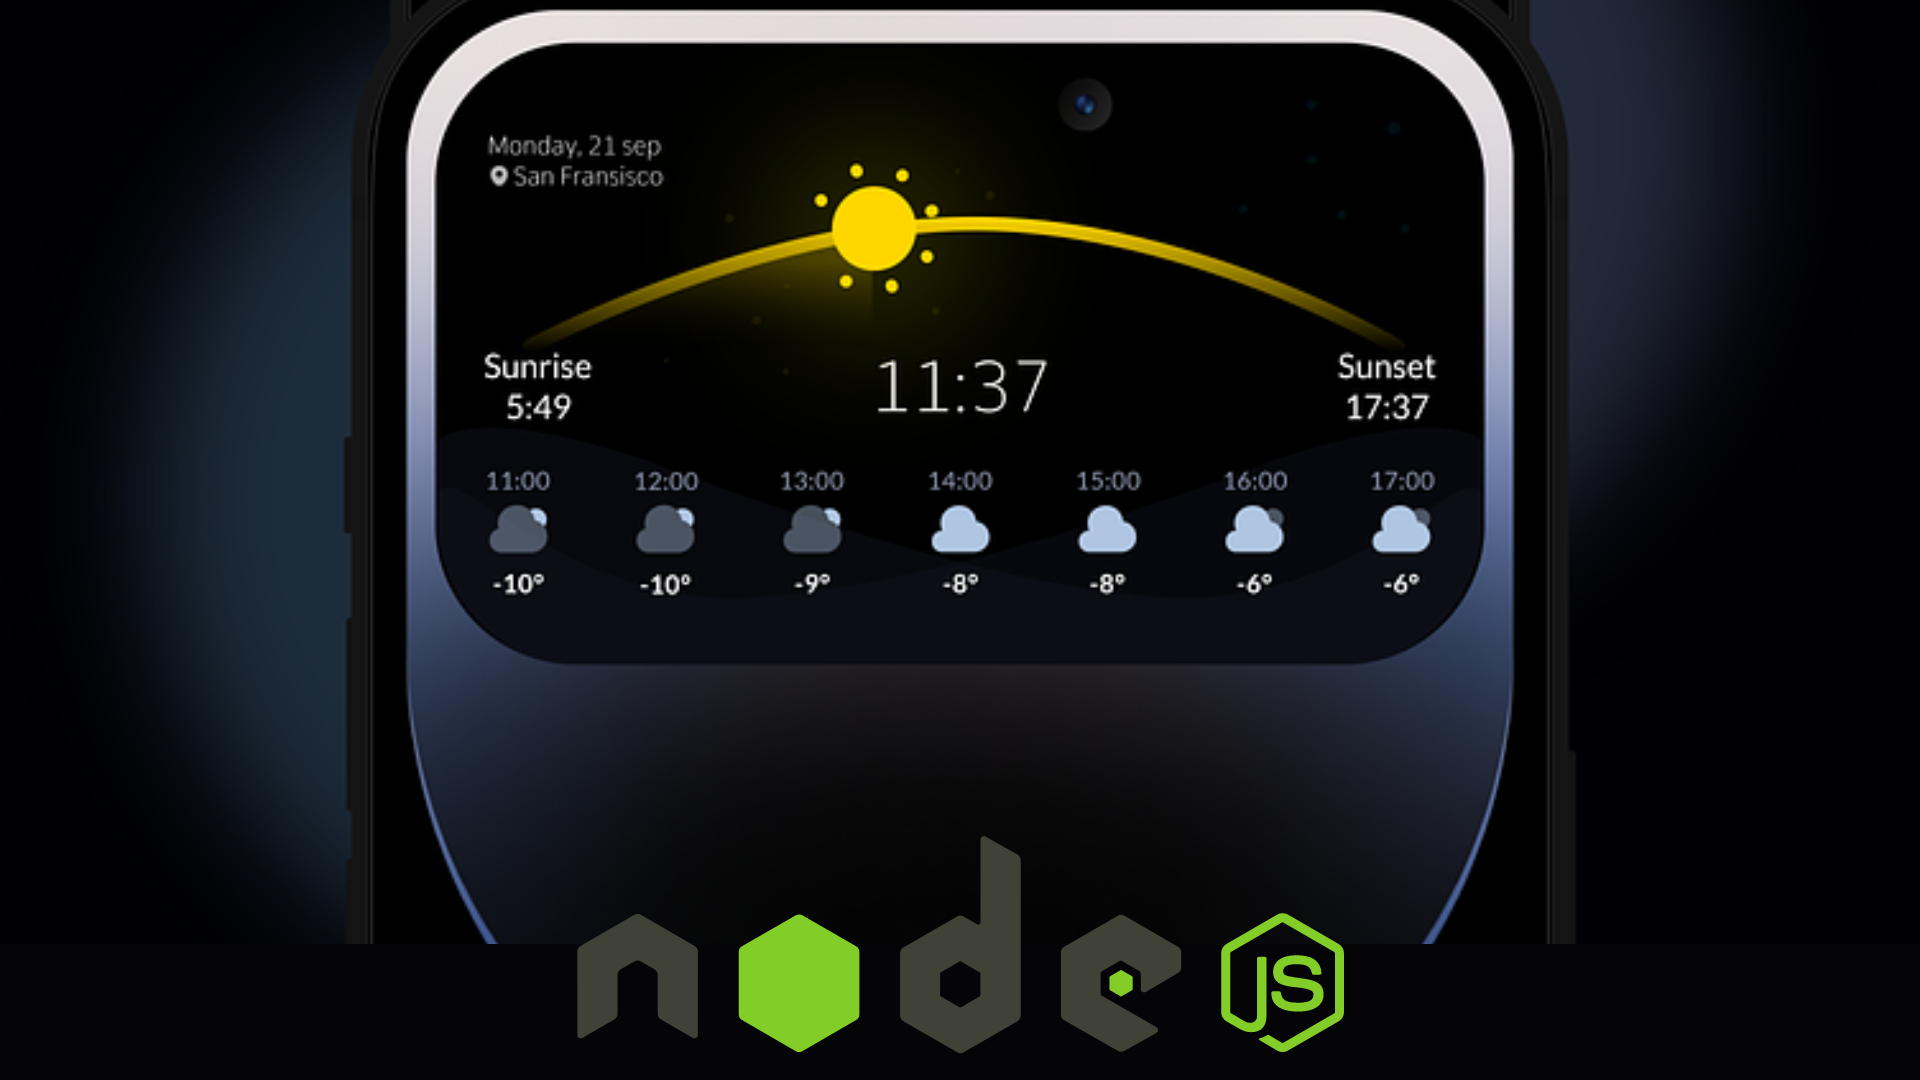 Monday, 21 sep
San Fransisco
Sunrise
5:49
11:37
Sunset
17:37
11:00 12:00 13:00 14:00 15:00 16:00 17:00
-10° -10° -9° -8° -8° -6° -6°
node JS